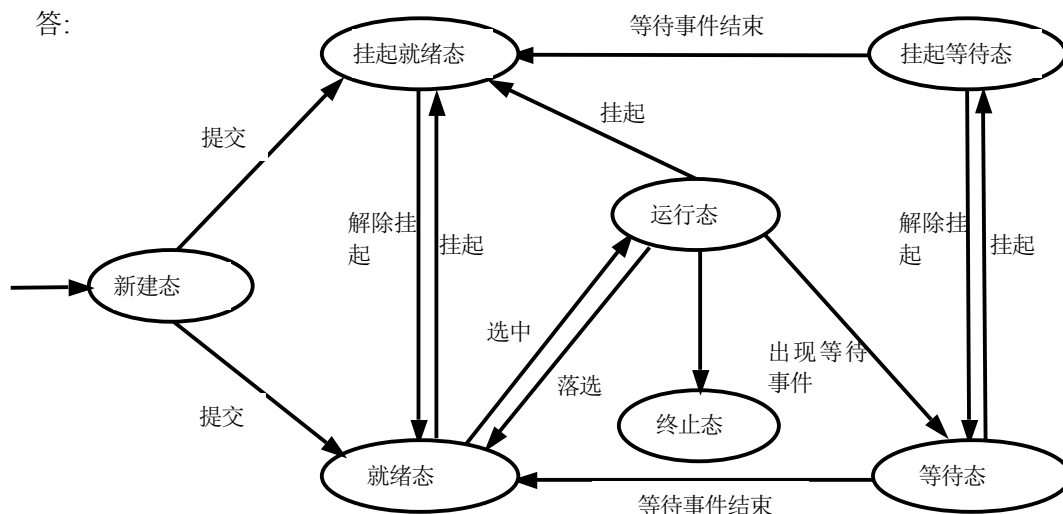 答:
等待事件结束
挂起就绪态
挂起等待态
挂起
提交
运行态
解除挂
起
挂起
解除挂
起
挂起
新建态
选中
出现等待
事件
落选
提交
终止态
就绪态
等待态
等待事件结束